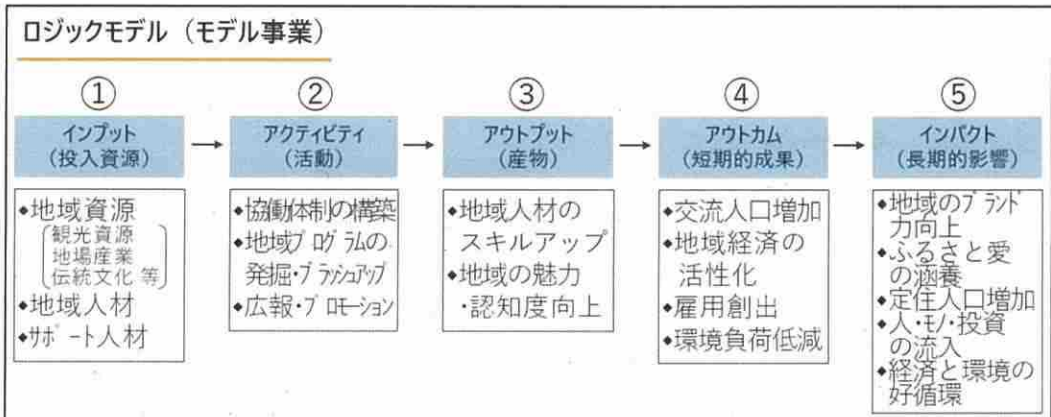 ロジックモデル（モデル事業）
①
インプット
（投入資源）
◆地域資源
観光資源
地場産業
伝統文化 等
◆地域人材
◆サポート人材
②
アクティビティ
（活動）
◆協働体制の構築
◆地域プログラムの
発掘・ブラッシュアップ
◆広報・プロモーション
③
アウトプット
（産物）
◆地域人材の
スキルアップ
◆地域の魅力
・認知度向上
④
アウトカム
（短期的成果）
◆交流人口増加
◆地域経済の
活性化
◆雇用創出
◆環境負荷低減
⑤
インパクト
（長期的影響）
◆地域のブランド
力向上
◆ふるさと愛
の涵養
◆定住人口増加
◆人・モノ・投資
の流入
◆経済と環境の
好循環